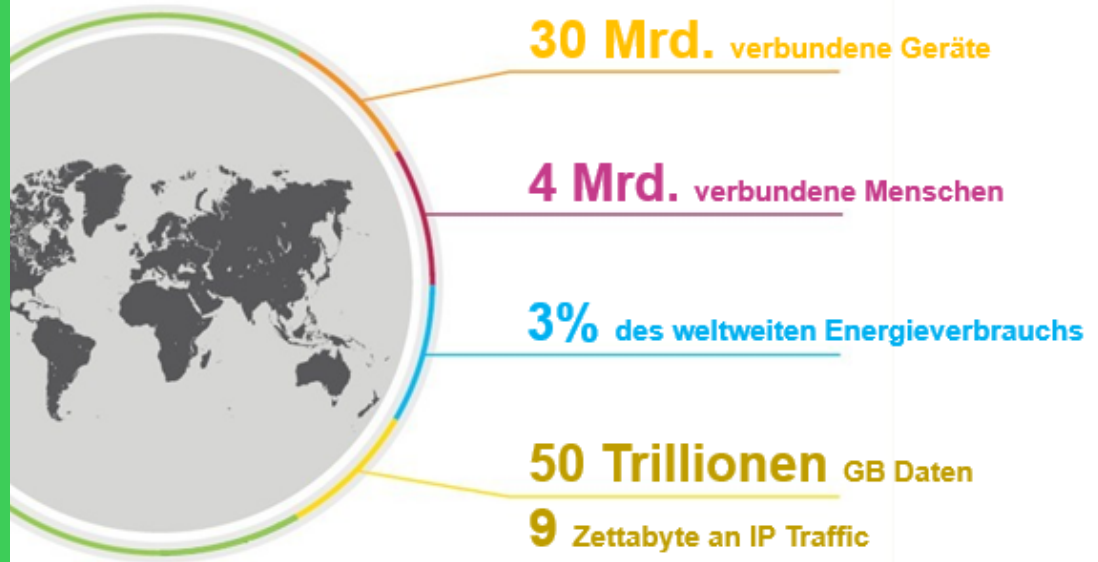 30 Mrd. verbundene Geräte
4 Mrd. verbundene Menschen
3% des weltweiten Energieverbrauchs
50 Trillionen GB Daten
9 Zettabyte an IP Traffic